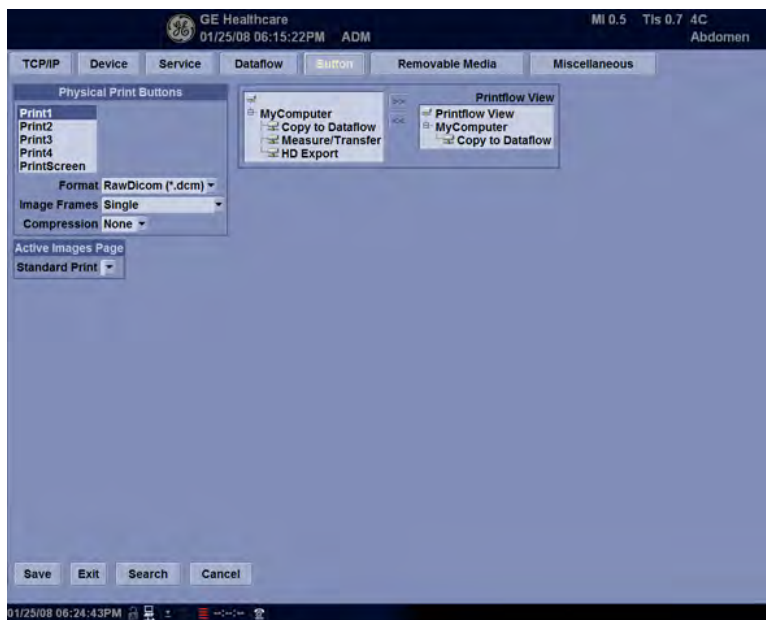 GE Healthcare
01/25/08 06:15:22PM ADM
MI 0.5 TIs 0.7 4C
Abdomen
TCP/IP Device Service Dataflow Button Removable Media Miscellaneous
Physical Print Buttons
Print1
Print2
Print3
Print4
PrintScreen
Format RawDicom (*.dcm)
Image Frames Single
Compression None
MyComputer
Copy to Dataflow
Measure/Transfer
HD Export
>>
<<
Printflow View
Printflow View
MyComputer
Copy to Dataflow
Active Images Page
Standard Print
Save Exit Search Cancel
01/25/08 06:24:43PM --:--:--